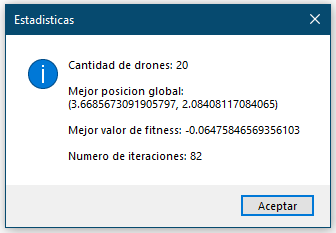 Estadisticas
Cantidad de drones: 20
Mejor posicion global:
(3.6685673091905797, 2.08408117084065)
Mejor valor de fitness: -0.06475846569356103
Numero de iteraciones: 82
Aceptar